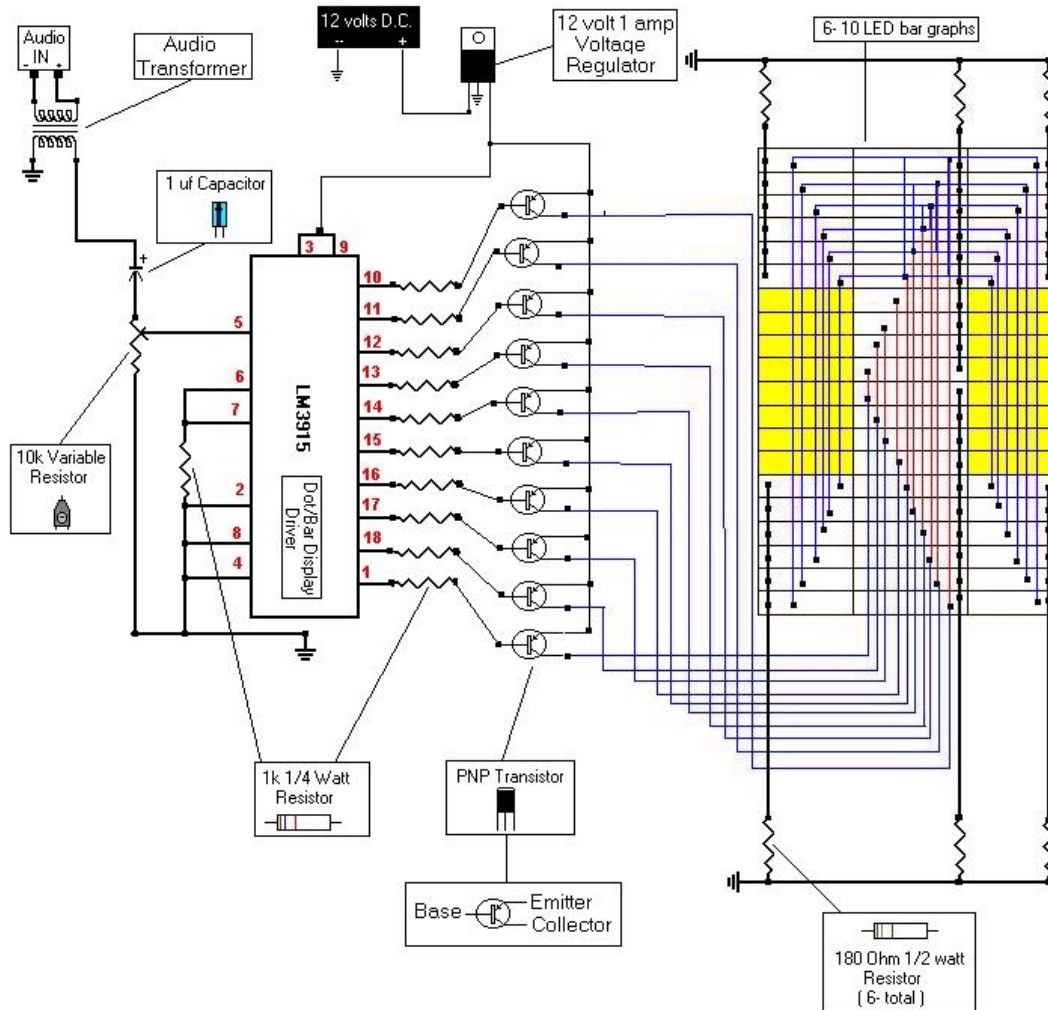 Audio
IN
- +
Audio
Transformer
12 volts D.C.
-- +
12 volt 1 amp
Voltage
Regulator
6- 10 LED bar graphs
1 uf Capacitor
+
3 9
10
11
12
13
14
15
16
17
18
1
5
6
7
2
8
4
LM3915
Dot/Bar Display
Driver
10k Variable
Resistor
1k 1/4 Watt
Resistor
PNP Transistor
Base
Emitter
Collector
180 Ohm 1/2 watt
Resistor
( 6- total )